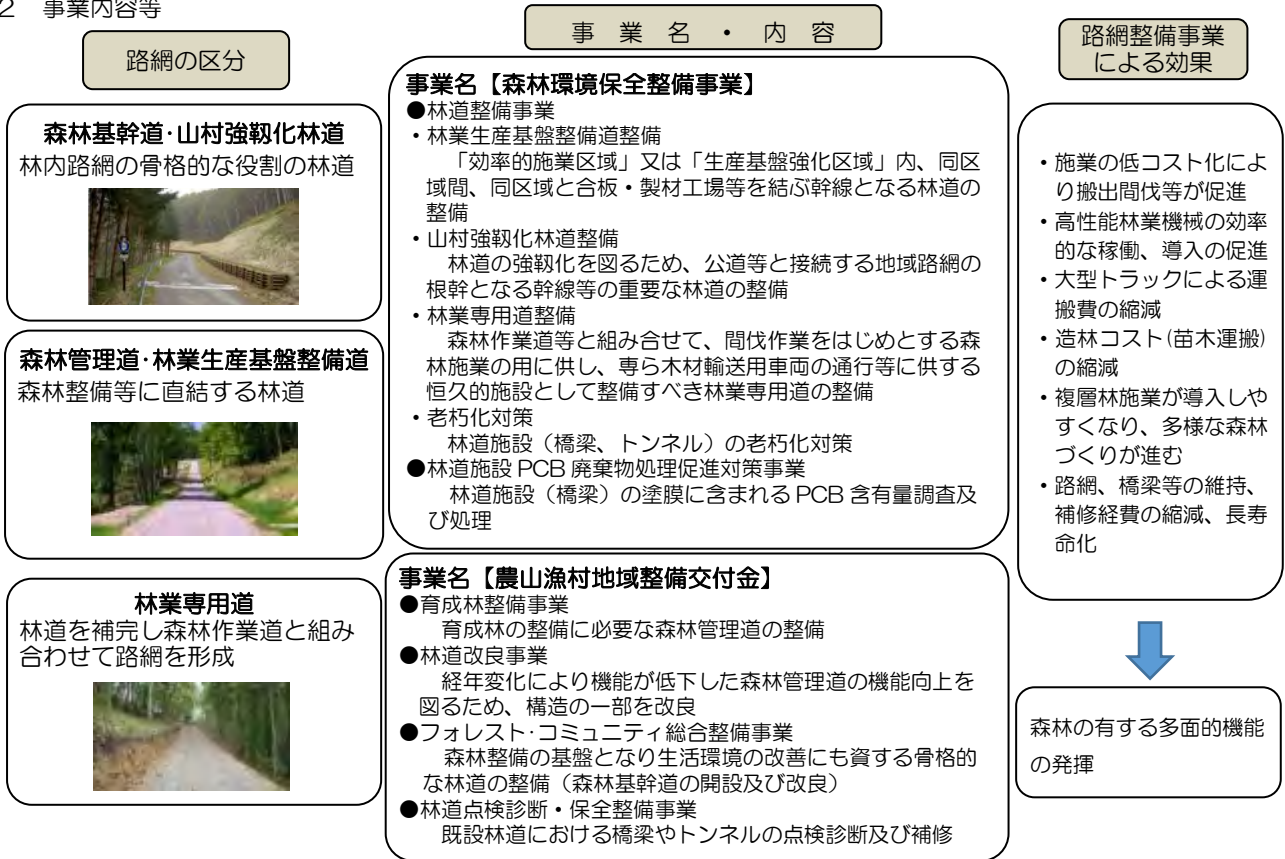 2 事業内容等
路網の区分
森林基幹道・山村強靱化林道
林内路網の骨格的な役割の林道
森林管理道・林業生産基盤整備道
森林整備等に直結する林道
林業専用道
林道を補完し森林作業道と組み
合わせて路網を形成
事 業 名 ・ 内 容
事業名【森林環境保全整備事業】
●林道整備事業
・林業生産基盤整備道整備
「効率的施業区域」又は「生産基盤強化区域」内、同区
域間、同区域と合板・製材工場等を結ぶ幹線となる林道の
整備
・山村強靱化林道整備
林道の強靱化を図るため、公道等と接続する地域路網の
根幹となる幹線等の重要な林道の整備
・林業専用道整備
森林作業道等と組み合せて、間伐作業をはじめとする森
林施業の用に供し、専ら木材輸送用車両の通行等に供する
恒久的施設として整備すべき林業専用道の整備
・老朽化対策
林道施設（橋梁、トンネル）の老朽化対策
●林道施設 PCB 廃棄物処理促進対策事業
林道施設（橋梁）の塗膜に含まれる PCB 含有量調査及
び処理
事業名【農山漁村地域整備交付金】
●育成林整備事業
育成林の整備に必要な森林管理道の整備
●林道改良事業
経年変化により機能が低下した森林管理道の機能向上を
図るため、構造の一部を改良
●フォレスト・コミュニティ総合整備事業
森林整備の基盤となり生活環境の改善にも資する骨格的
な林道の整備（森林基幹道の開設及び改良）
●林道点検診断・保全整備事業
既設林道における橋梁やトンネルの点検診断及び補修
路網整備事業
による効果
・施業の低コスト化によ
り搬出間伐等が促進
・高性能林業機械の効率
的な稼働、導入の促進
・大型トラックによる運
搬費の縮減
・造林コスト(苗木運搬)
の縮減
・複層林施業が導入しや
すくなり、多様な森林
づくりが進む
・路網、橋梁等の維持、
補修経費の縮減、長寿
命化
森林の有する多面的機能
の発揮